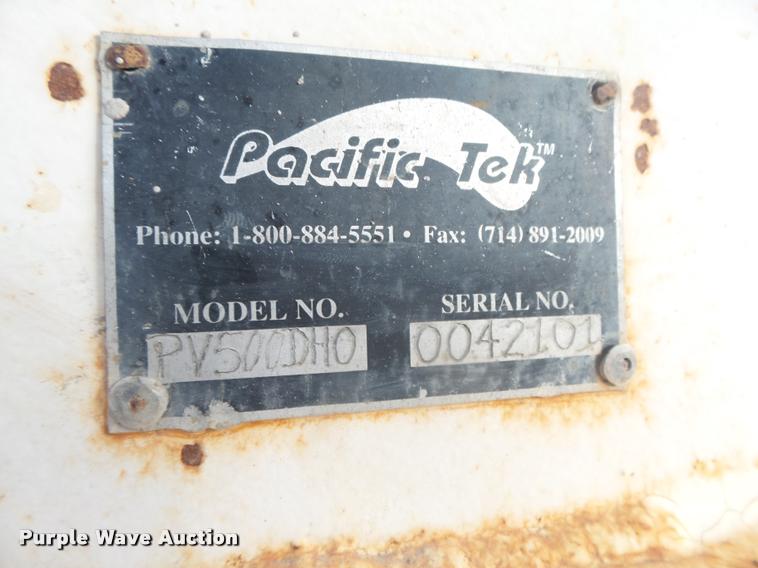 Pacific Tek™
Phone: 1-800-884-5551 • Fax: (714) 891-2009
MODEL NO. SERIAL NO.
PV500DHO 0042101
Purple Wave Auction